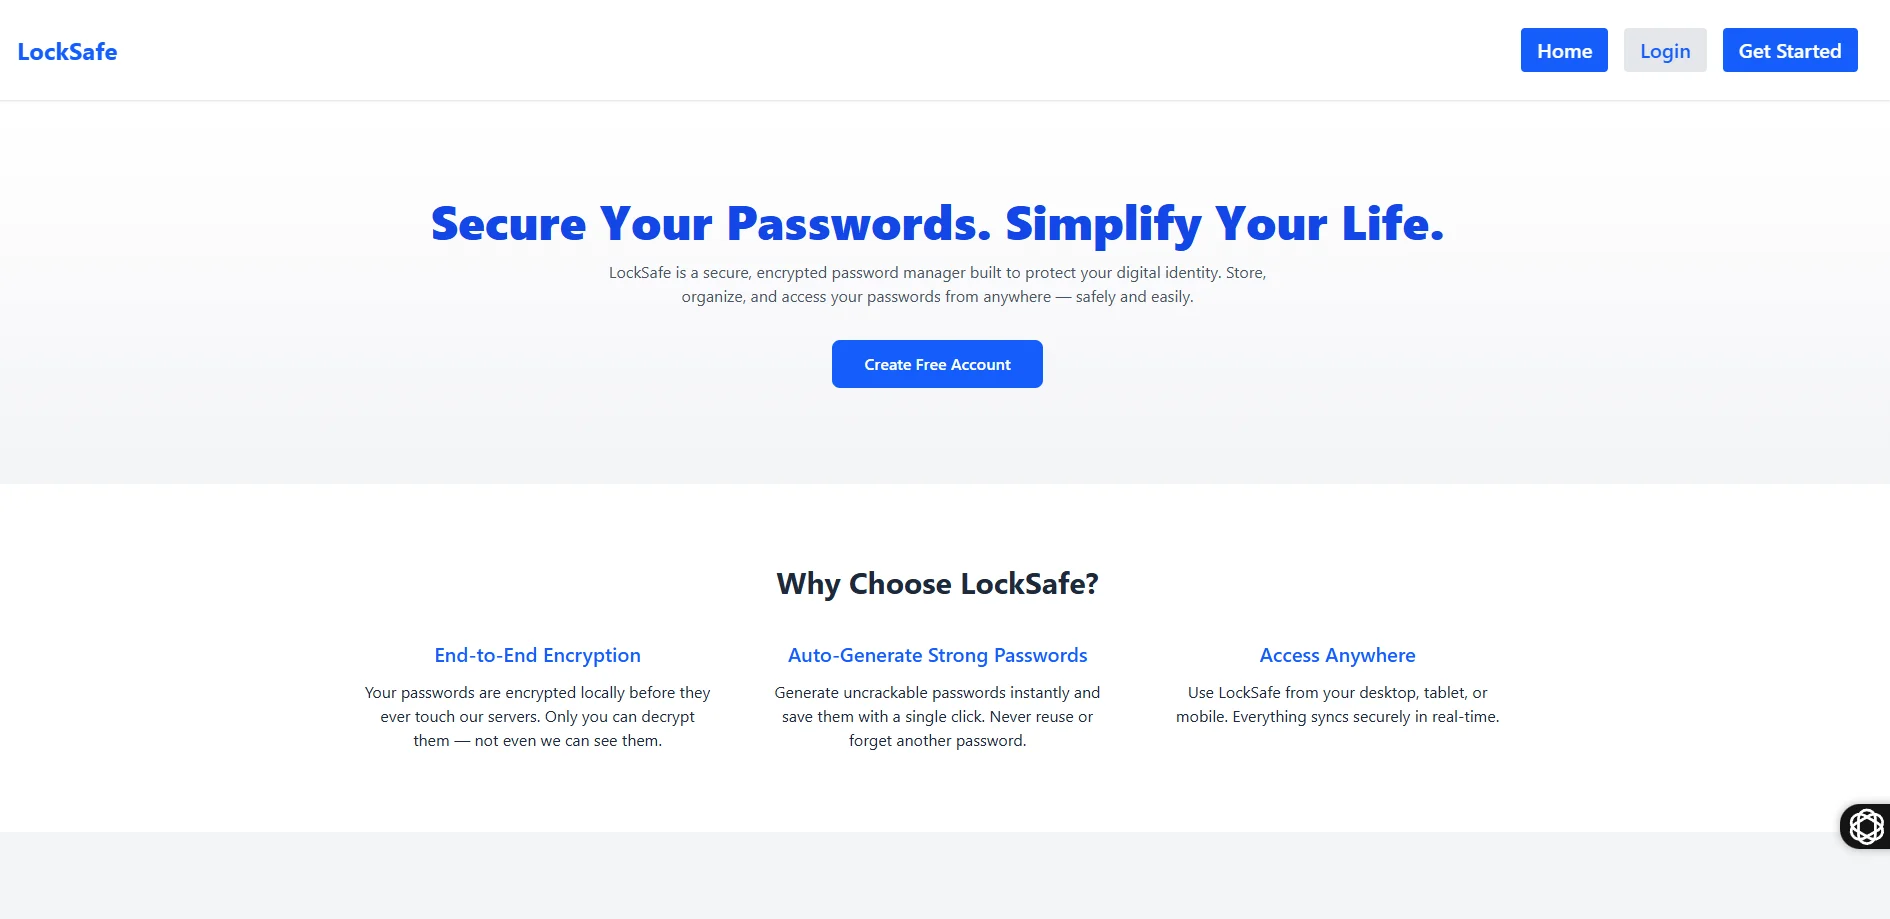 LockSafe
Home
Login
Get Started
Secure Your Passwords. Simplify Your Life.
LockSafe is a secure, encrypted password manager built to protect your digital identity. Store,
organize, and access your passwords from anywhere — safely and easily.
Create Free Account
Why Choose LockSafe?
End-to-End Encryption
Your passwords are encrypted locally before they
ever touch our servers. Only you can decrypt
them — not even we can see them.
Auto-Generate Strong Passwords
Generate uncrackable passwords instantly and
save them with a single click. Never reuse or
forget another password.
Access Anywhere
Use LockSafe from your desktop, tablet, or
mobile. Everything syncs securely in real-time.